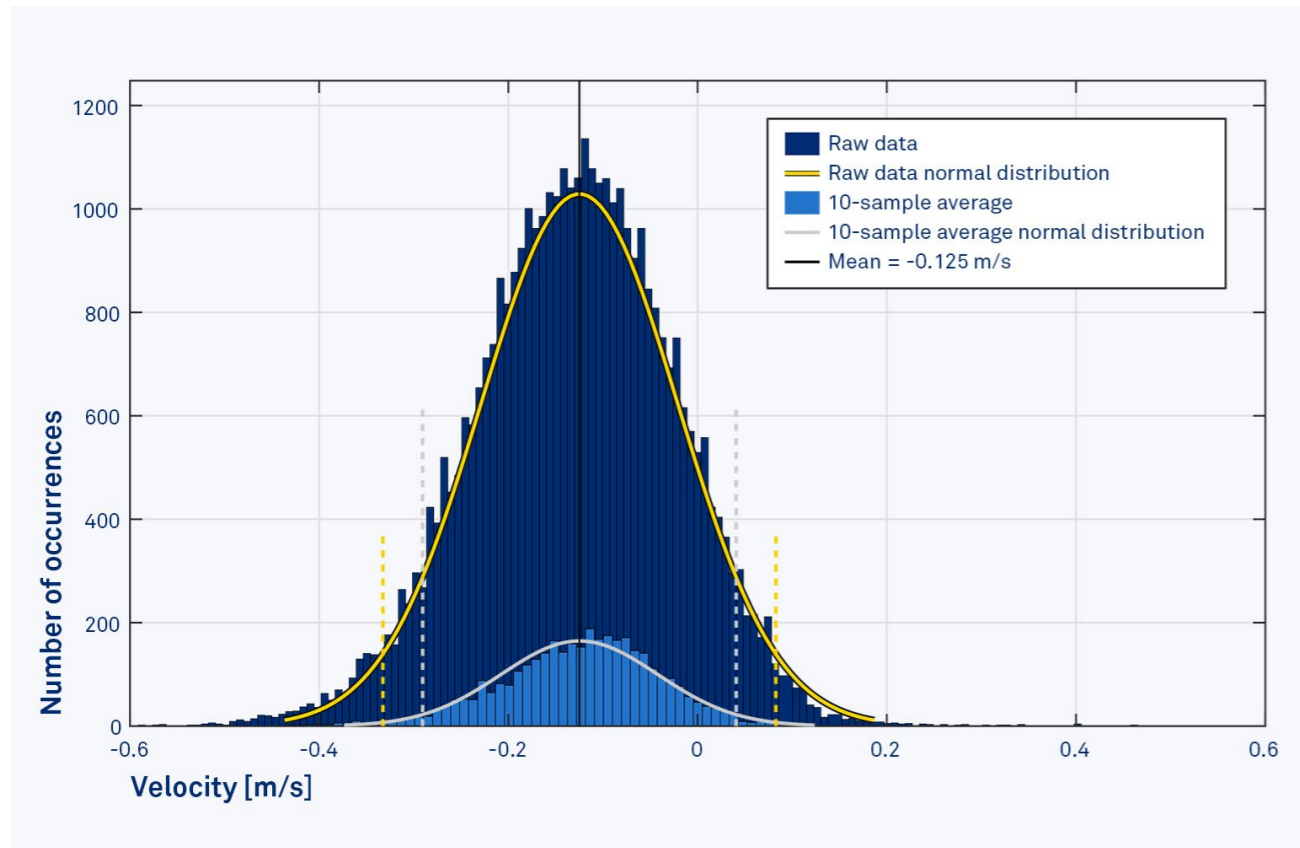 1200
1000
800
600
400
200
0
Number of occurrences
-0.6
-0.4
-0.2
0
0.2
0.4
0.6
Velocity [m/s]
Raw data
Raw data normal distribution
10-sample average
10-sample average normal distribution
Mean = -0.125 m/s